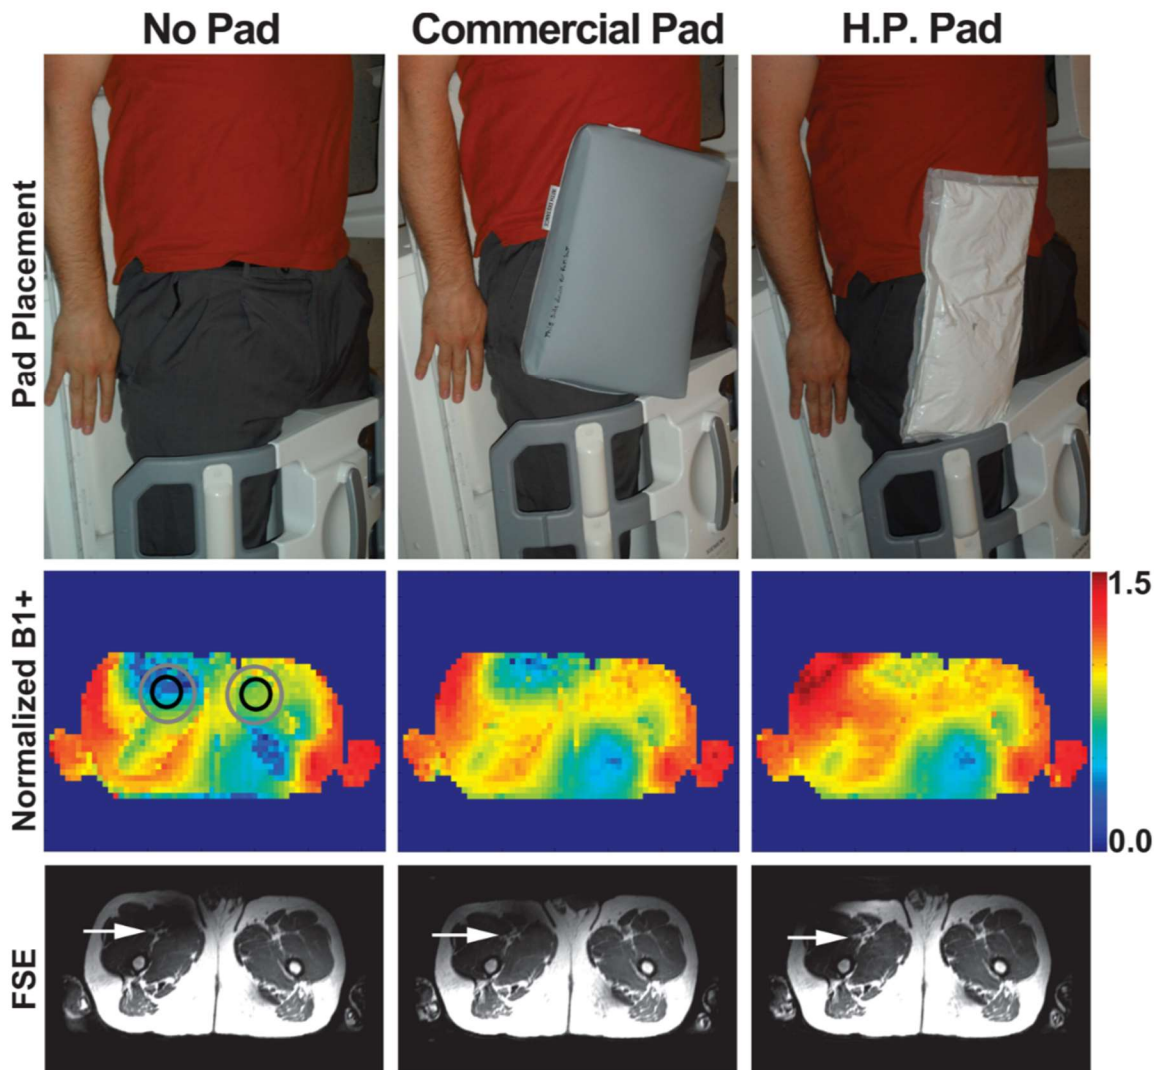 No Pad Commercial Pad H.P. Pad
Pad Placement
Normalized B1+
1.5
0.0
FSE